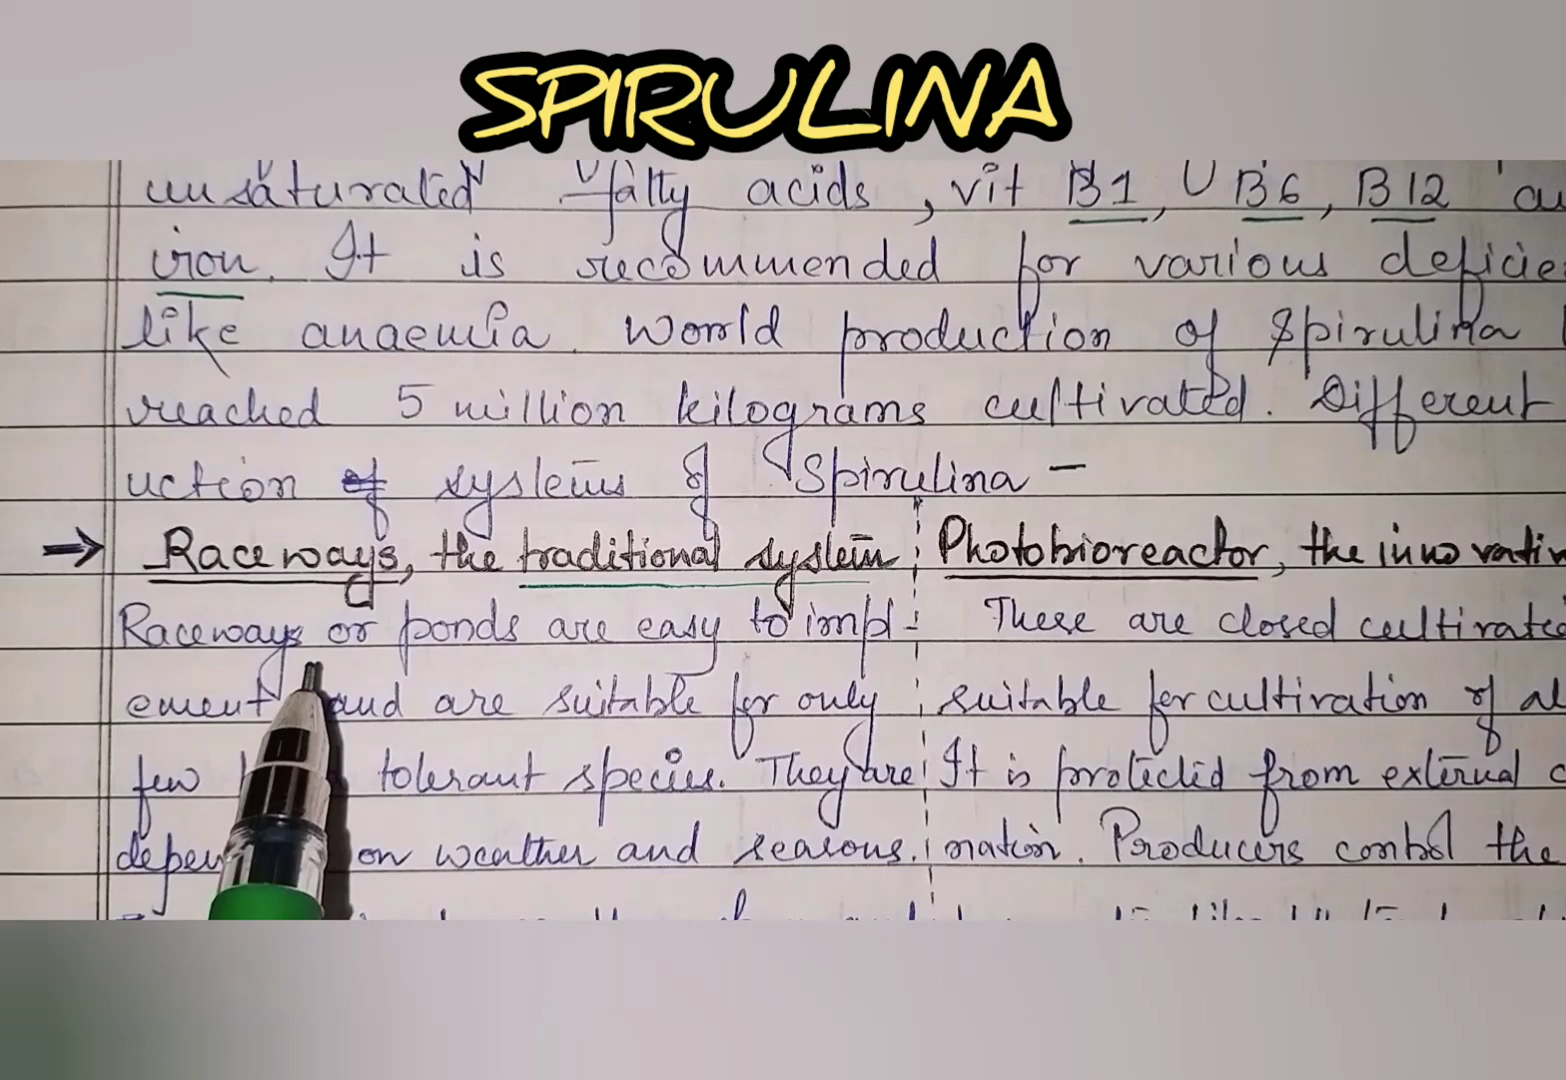 SPIRULINA
unsaturated fatty acids, vit B1, B6, B12
iron. It is recommended for various deficie
like anaemia. World production of Spirulina
reached 5 million kilograms cultivated. Different
uction systems of Spirulina -
→ Raceways, the traditional system Photobioreactor, the innovativ
Raceways or ponds are easy to impl- These are closed cultivate
ement and are suitable for only suitable for cultivation of al
few tolerant species. They are It is protected from external c
depen on weather and seasons. nation. Producers control the